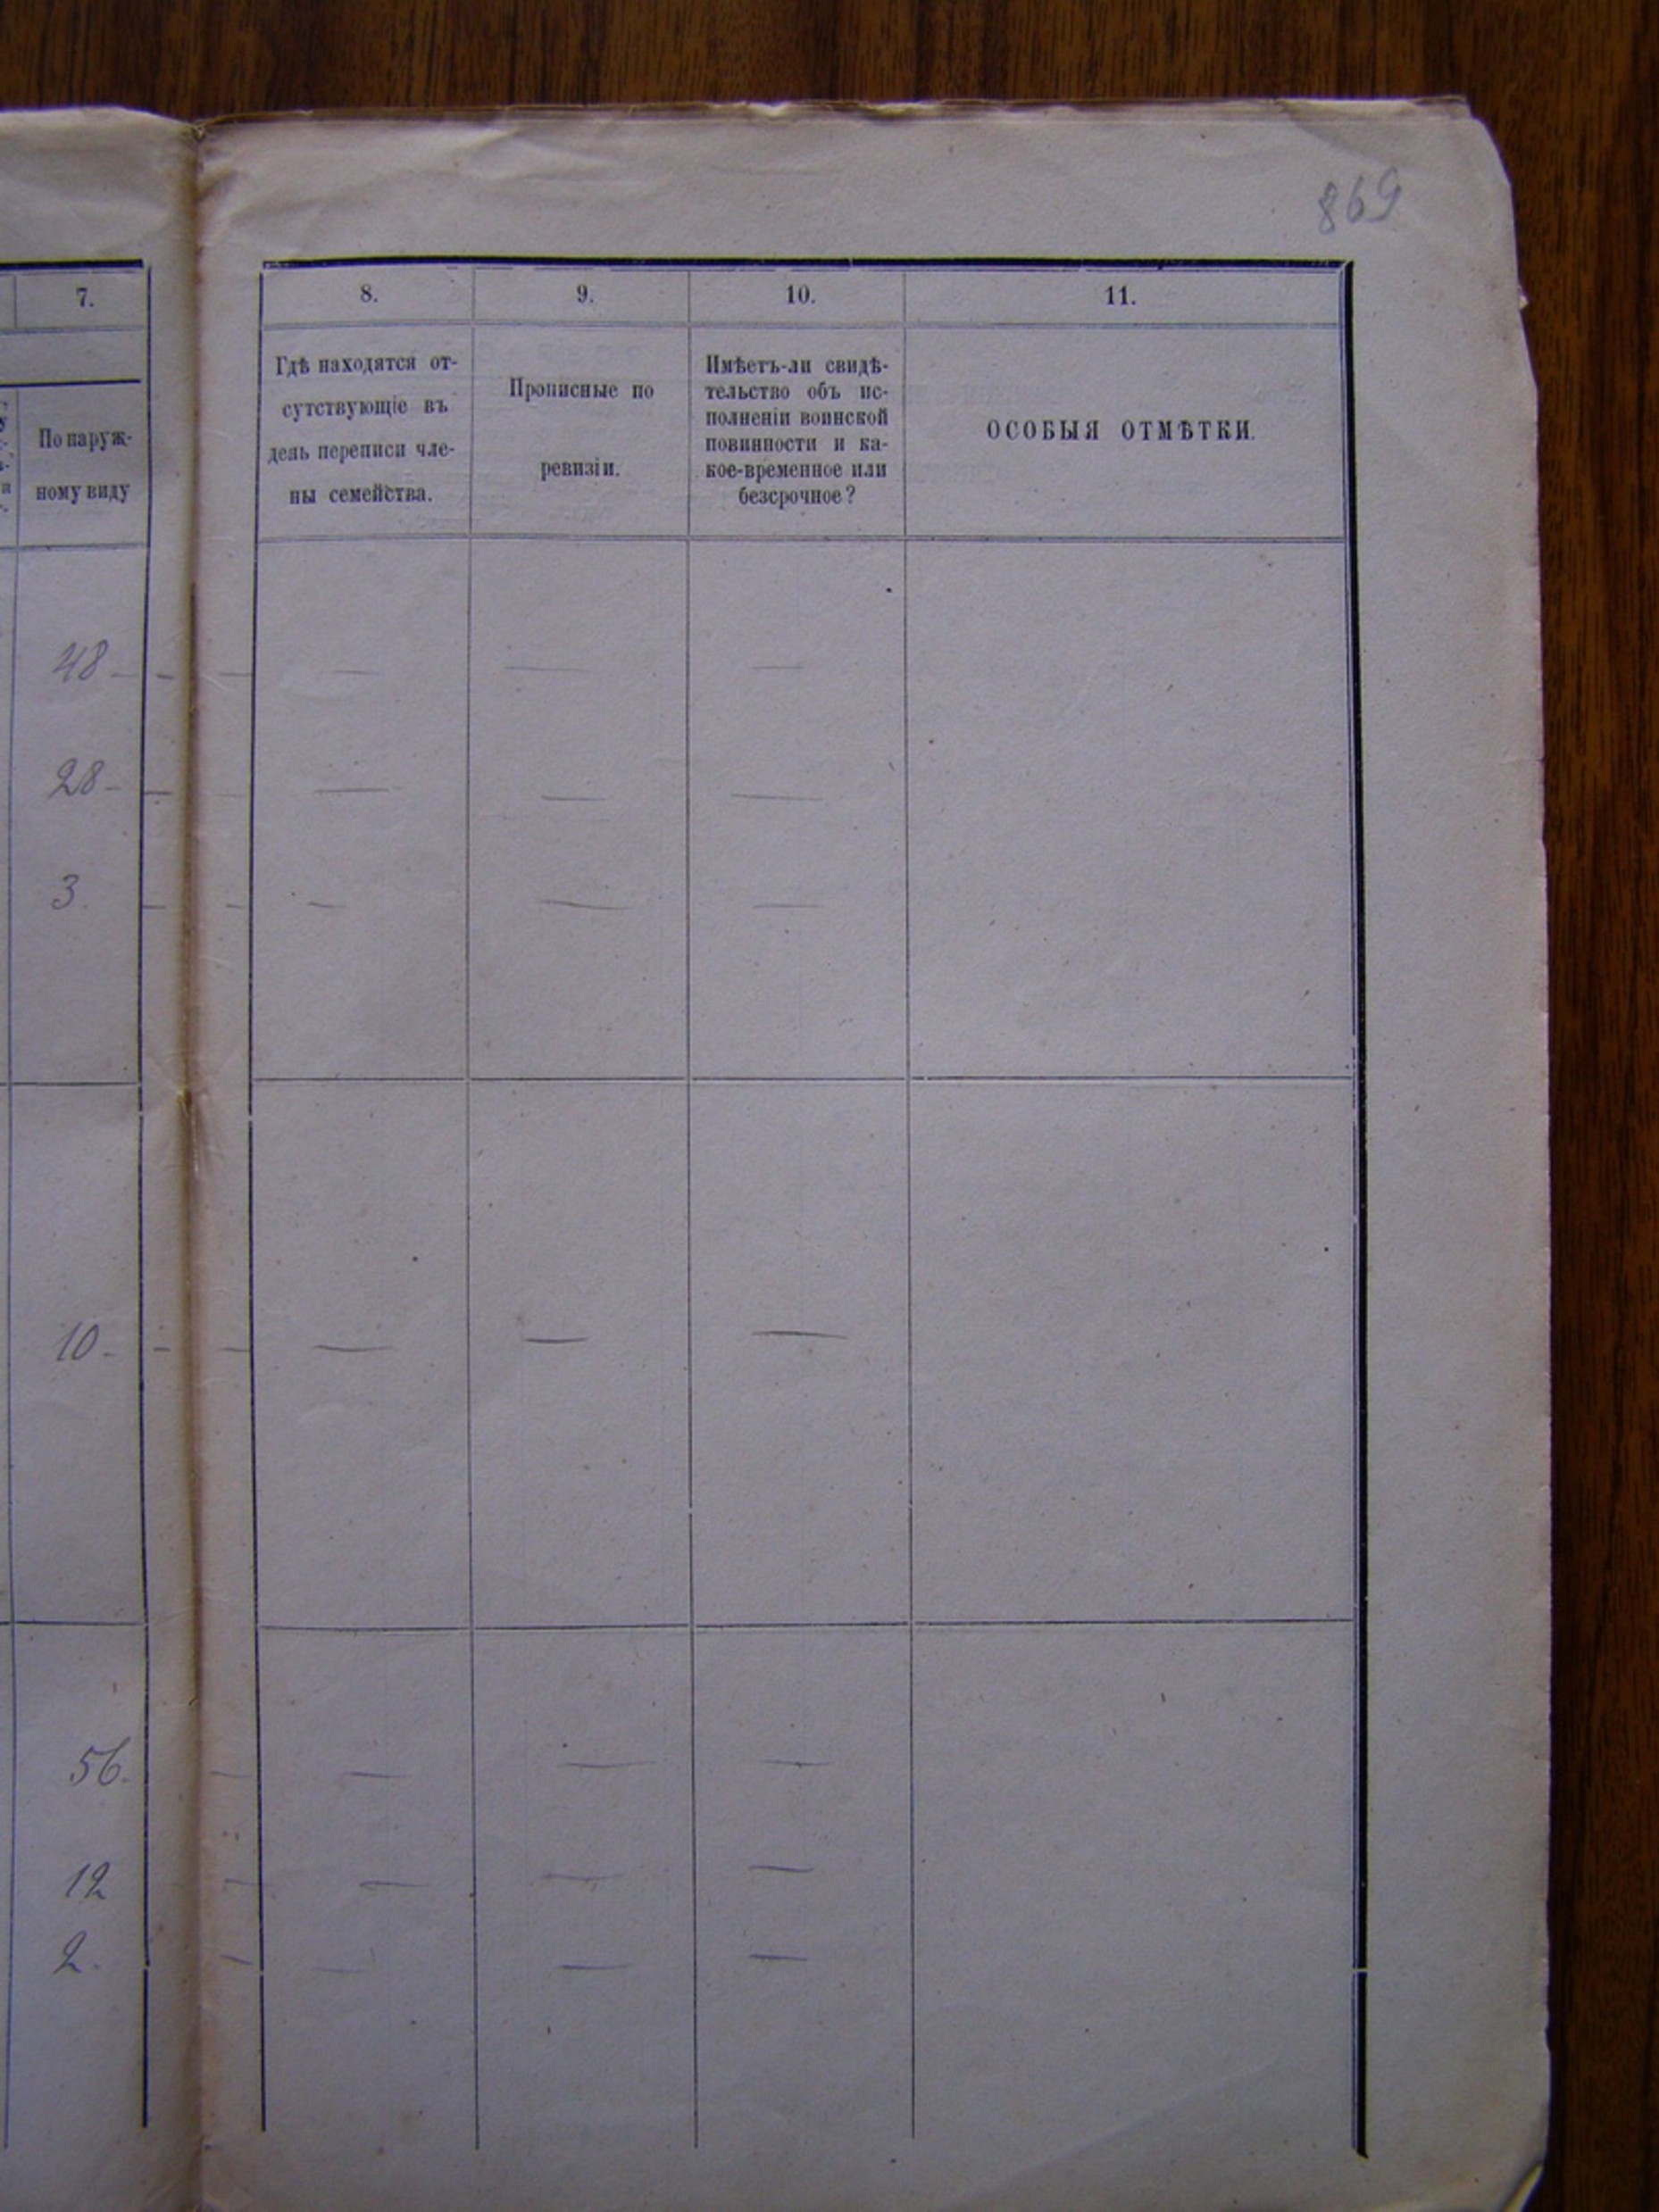 869
7.
По наруж-
ному виду
48 -
28 -
3.
10 -
56.
12
2.
8.
Гдѣ находятся от-
сутствующіе въ
день переписи чле-
ны семейства.
9.
Прописные по
ревизіи.
10.
Имѣетъ-ли свидѣ-
тельство объ ис-
полненіи воинской
повинности и ка-
кое-временное или
безсрочное?
11.
ОСОБЫЯ ОТМѢТКИ.